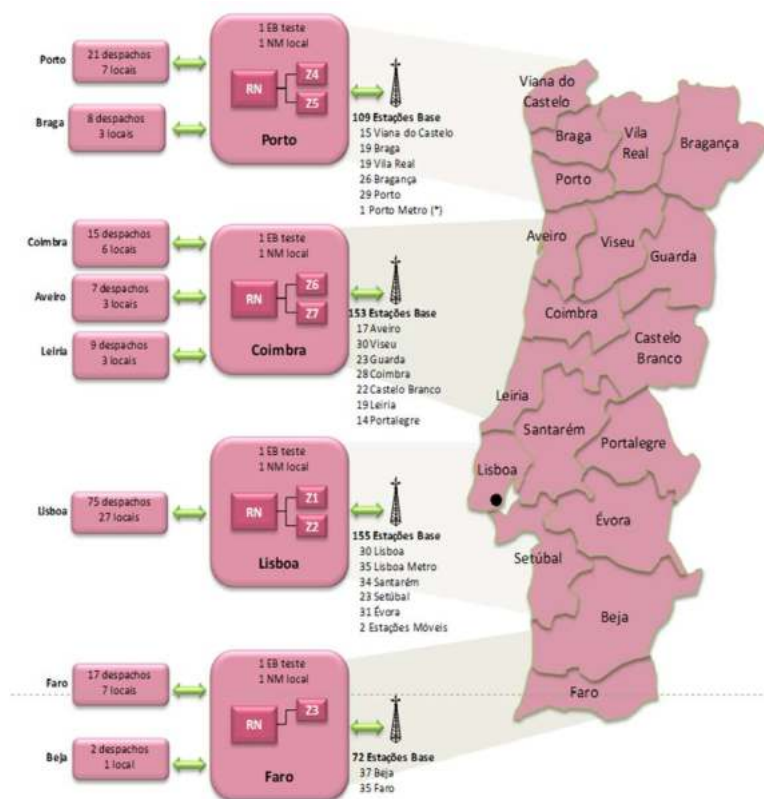 Porto
21 despachos
7 locais
Braga
8 despachos
3 locais
1 EB teste
1 NM local
RN
Z4
Z5
Porto
109 Estações Base
15 Viana do Castelo
19 Braga
19 Vila Real
26 Bragança
29 Porto
1 Porto Metro (*)
Coimbra
15 despachos
6 locais
Aveiro
7 despachos
3 locais
Leiria
9 despachos
3 locais
1 EB teste
1 NM local
RN
Z6
Z7
Coimbra
153 Estações Base
17 Aveiro
30 Viseu
23 Guarda
28 Coimbra
22 Castelo Branco
19 Leiria
14 Portalegre
Lisboa
75 despachos
27 locais
1 EB teste
1 NM local
RN
Z1
Z2
Lisboa
155 Estações Base
30 Lisboa
35 Lisboa Metro
34 Santarém
23 Setúbal
31 Évora
2 Estações Móveis
Faro
17 despachos
7 locais
Beja
2 despachos
1 local
1 EB teste
1 NM local
RN
Z3
Faro
72 Estações Base
37 Beja
35 Faro
Viana do
Castelo
Braga
Vila
Real
Bragança
Porto
Aveiro
Viseu
Guarda
Coimbra
Castelo
Branco
Leiria
Santarém
Portalegre
Lisboa
Évora
Setúbal
Beja
Faro